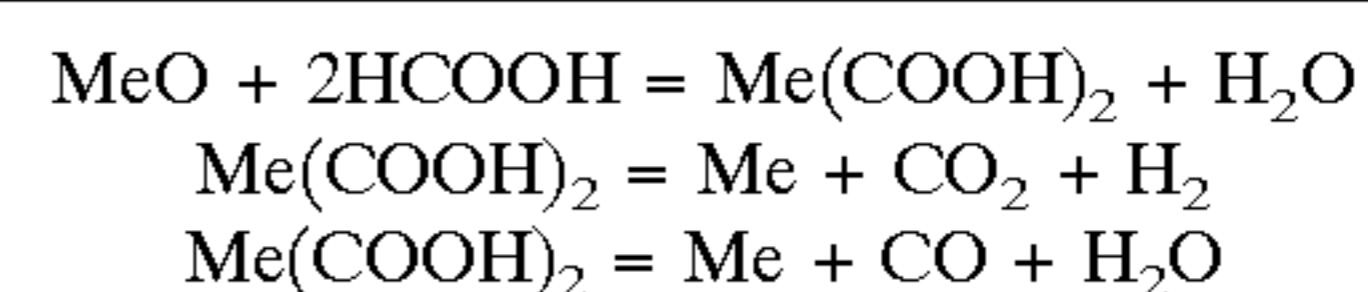 MeO + 2HCOOH = Me(COOH)₂ + H₂O
Me(COOH)₂ = Me + CO₂ + H₂
Me(COOH)₂ = Me + CO + H₂O